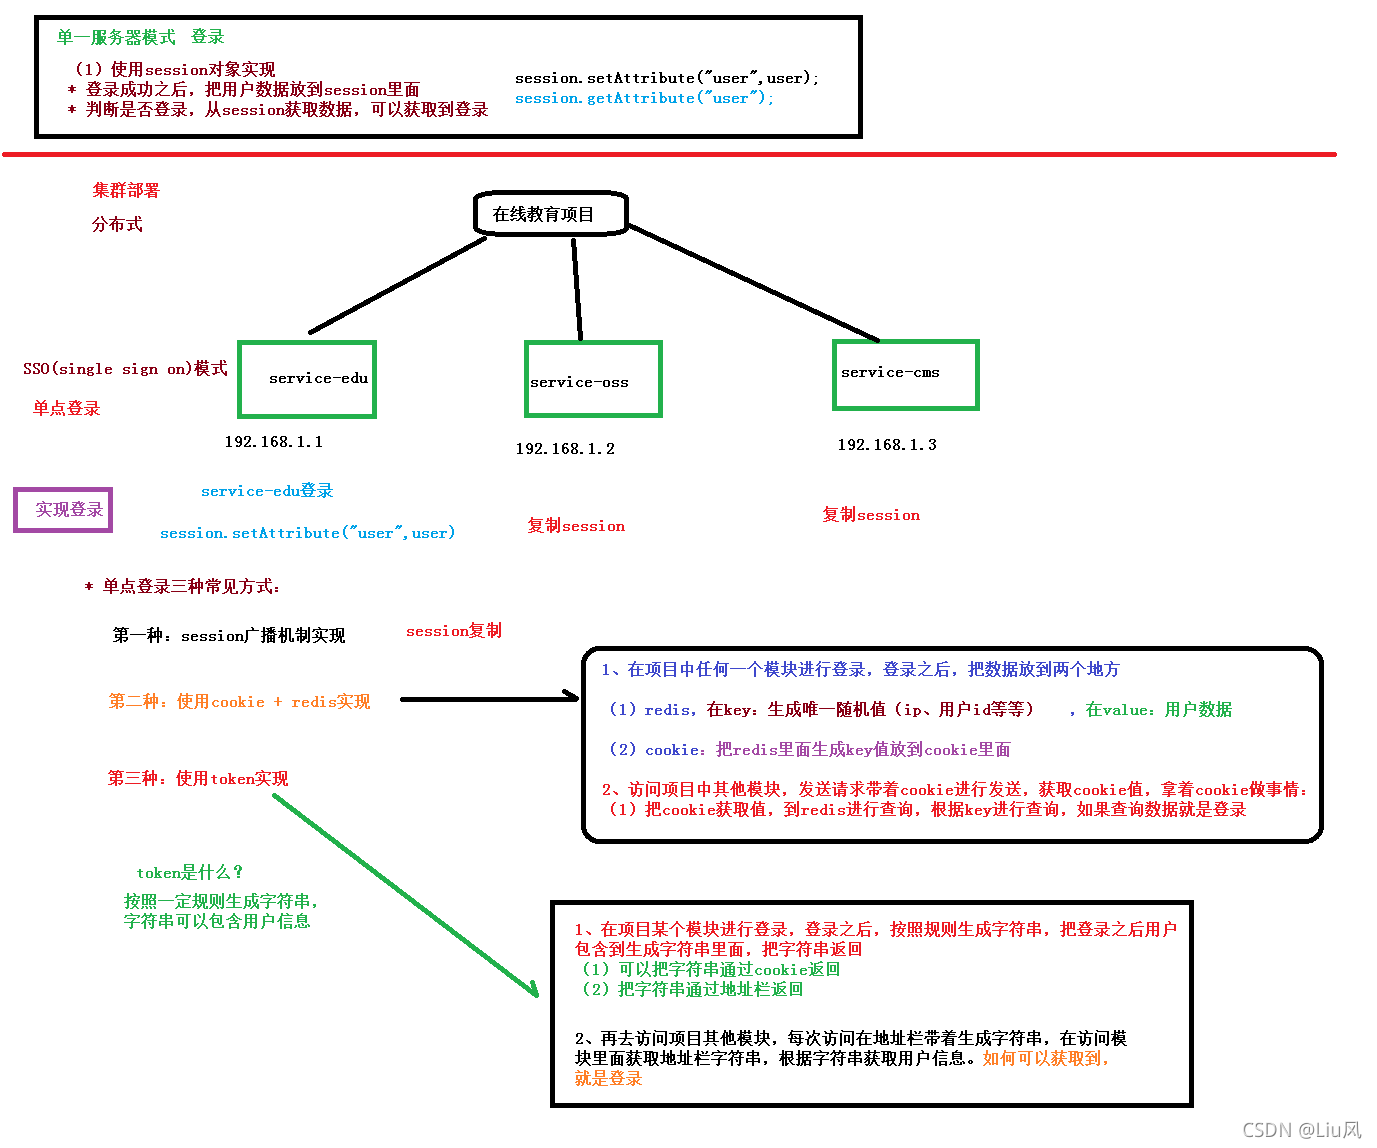 单一服务器模式 登录
（1）使用session对象实现
* 登录成功之后，把用户数据放到session里面
* 判断是否登录，从session获取数据，可以获取到登录
session.setAttribute("user",user);
session.getAttribute("user");
集群部署
分布式
在线教育项目
SSO(single sign on)模式
单点登录
service-edu
service-oss
service-cms
192.168.1.1
192.168.1.2
192.168.1.3
实现登录
service-edu登录
session.setAttribute("user",user)
复制session
复制session
* 单点登录三种常见方式：
第一种：session广播机制实现
session复制
第二种：使用cookie + redis实现
1、在项目中任何一个模块进行登录，登录之后，把数据放到两个地方
（1）redis，在key：生成唯一随机值（ip、用户id等等） ，在value：用户数据
（2）cookie：把redis里面生成key值放到cookie里面
2、访问项目中其他模块，发送请求带着cookie进行发送，获取cookie值，拿着cookie做事情：
（1）把cookie获取值，到redis进行查询，根据key进行查询，如果查询数据就是登录
第三种：使用token实现
token是什么？
按照一定规则生成字符串，
字符串可以包含用户信息
1、在项目某个模块进行登录，登录之后，按照规则生成字符串，把登录之后用户
包含到生成字符串里面，把字符串返回
（1）可以把字符串通过cookie返回
（2）把字符串通过地址栏返回
2、再去访问项目其他模块，每次访问在地址栏带着生成字符串，在访问模
块里面获取地址栏字符串，根据字符串获取用户信息。如何可以获取到，
就是登录
CSDN @Liu风